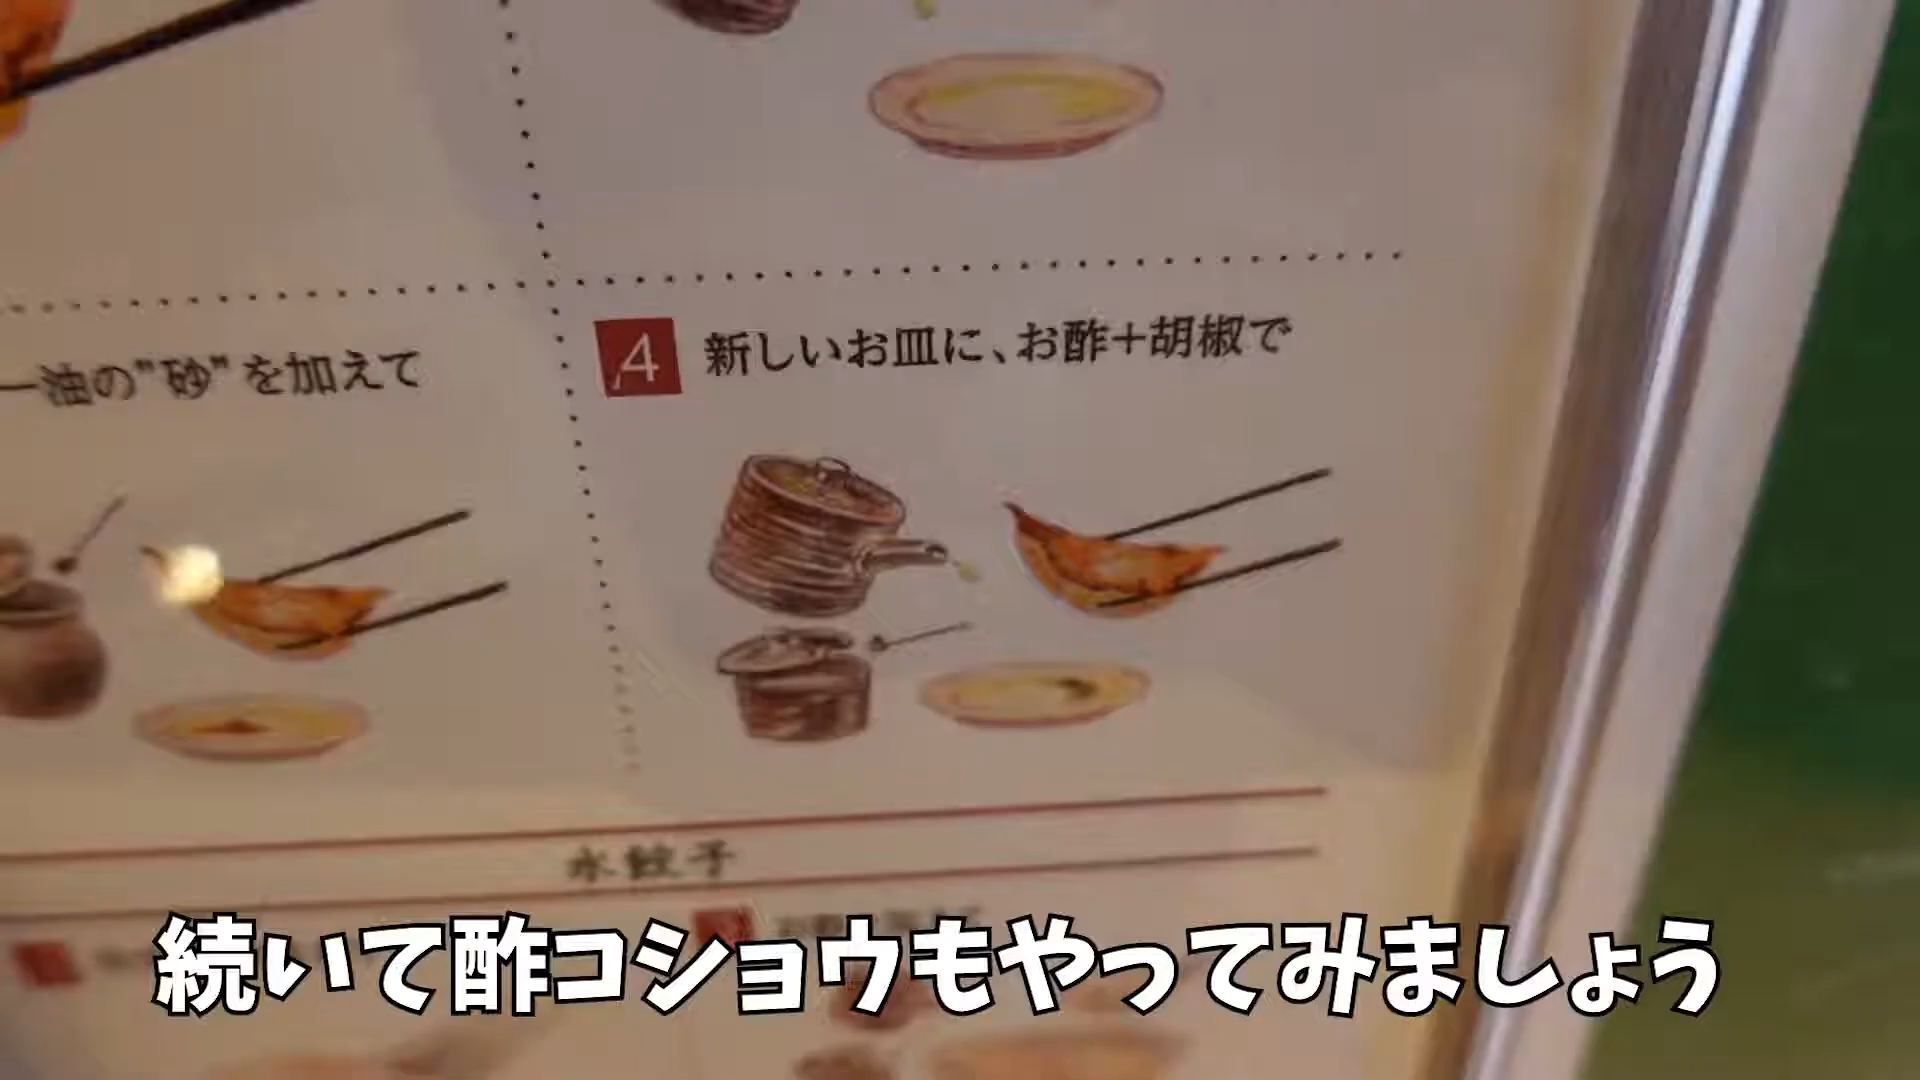 ー油の"砂"を加えて
4 新しいお皿に、お酢+胡椒で
水餃子
続いて酢コショウもやってみましょう